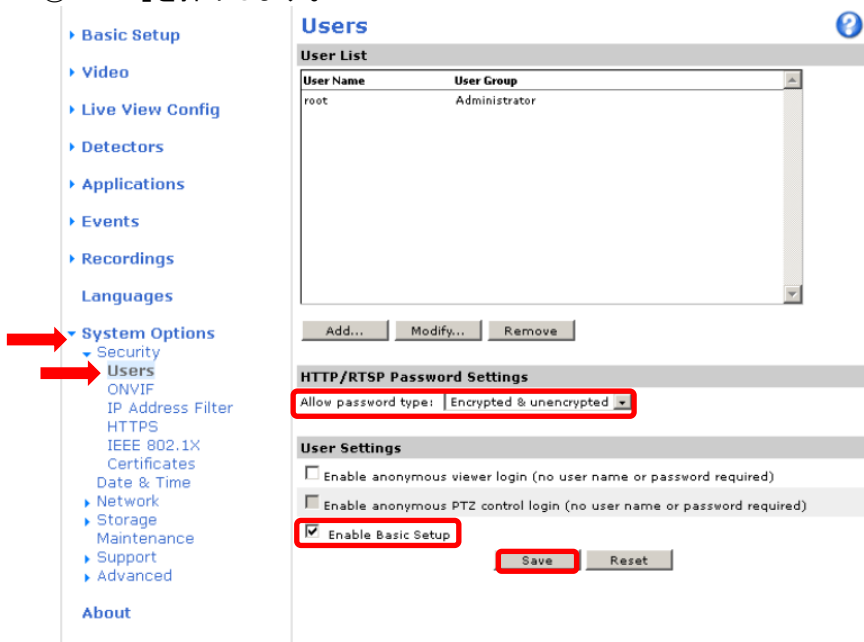 Basic Setup
Video
Live View Config
Detectors
Applications
Events
Recordings
Languages
System Options
Security
Users
ONVIF
IP Address Filter
HTTPS
IEEE 802.1X
Certificates
Date & Time
Network
Storage
Maintenance
Support
Advanced
About
Users
User List
User Name User Group
root Administrator
Add... Modify... Remove
HTTP/RTSP Password Settings
Allow password type: Encrypted & unencrypted
User Settings
Enable anonymous viewer login (no user name or password required)
Enable anonymous PTZ control login (no user name or password required)
Enable Basic Setup
Save Reset